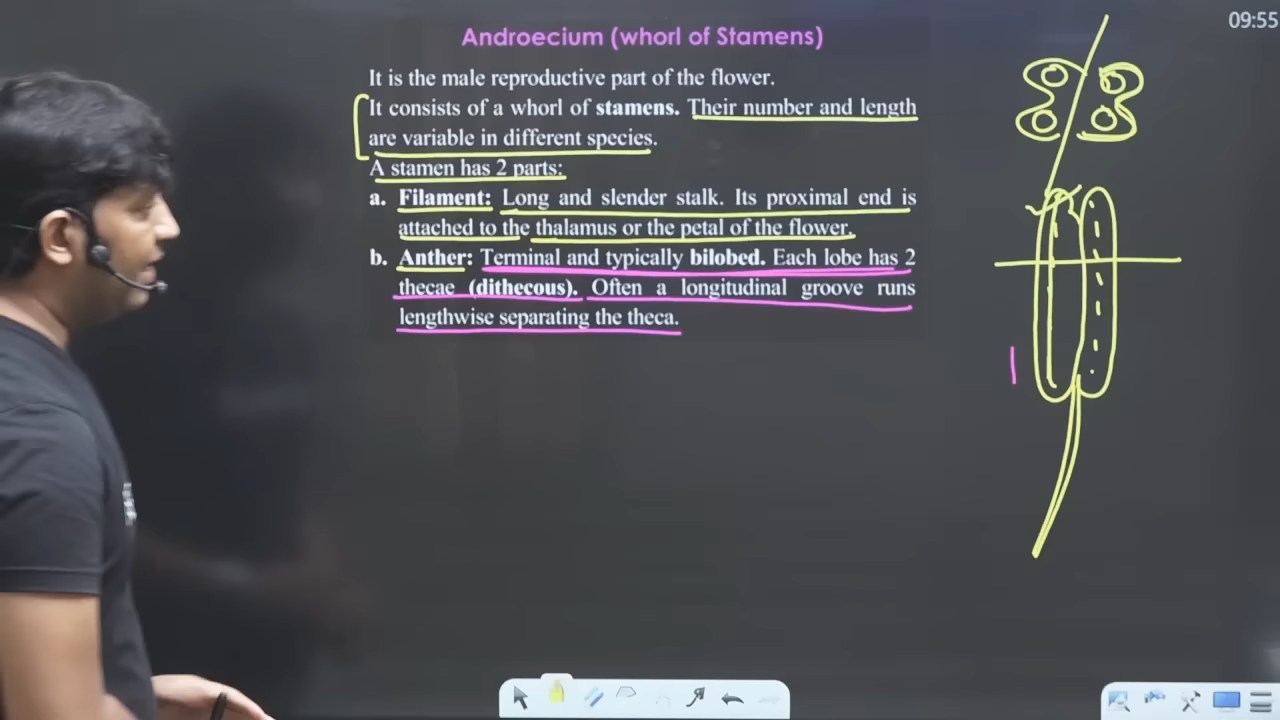 09:55
Androecium (whorl of Stamens)
It is the male reproductive part of the flower.
It consists of a whorl of stamens. Their number and length
are variable in different species.
A stamen has 2 parts:
a. Filament: Long and slender stalk. Its proximal end is
attached to the thalamus or the petal of the flower.
b. Anther: Terminal and typically bilobed. Each lobe has 2
thecae (dithecous). Often a longitudinal groove runs
lengthwise separating the theca.